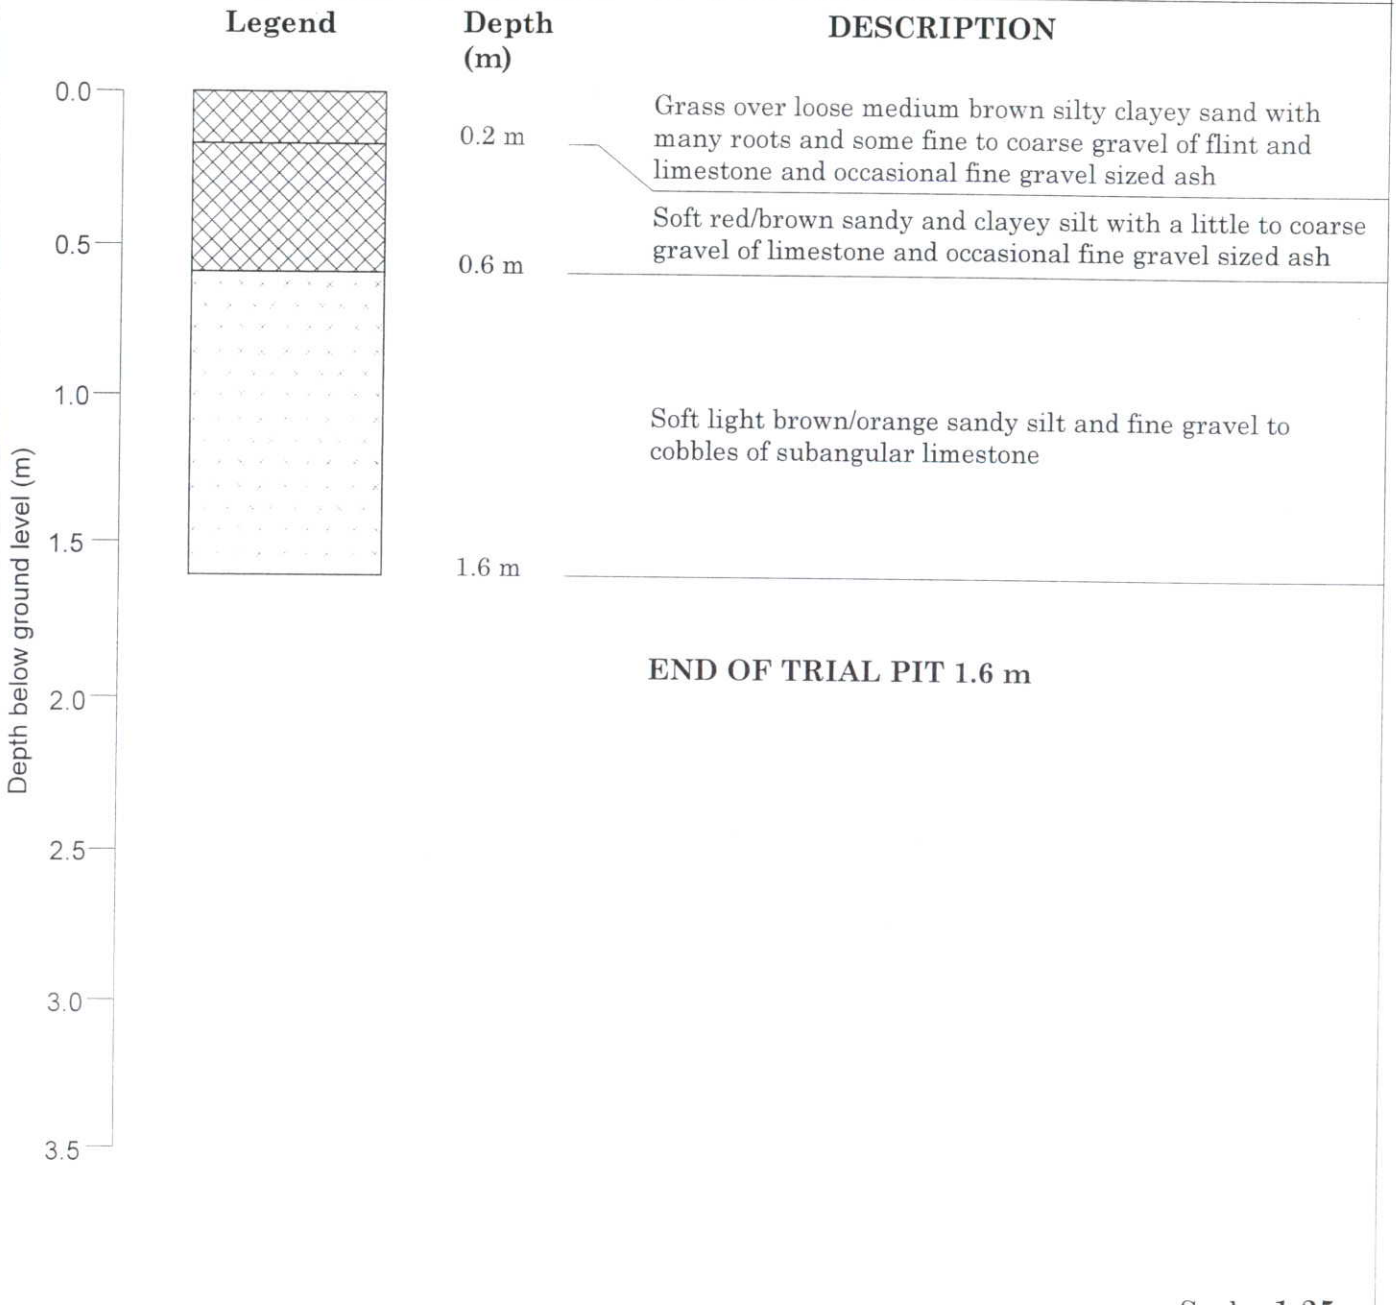 Legend
Depth
(m)
DESCRIPTION
0.0
0.5
1.0
1.5
2.0
2.5
3.0
3.5
Depth below ground level (m)
0.2 m
Grass over loose medium brown silty clayey sand with
many roots and some fine to coarse gravel of flint and
limestone and occasional fine gravel sized ash
0.6 m
Soft red/brown sandy and clayey silt with a little to coarse
gravel of limestone and occasional fine gravel sized ash
1.6 m
Soft light brown/orange sandy silt and fine gravel to
cobbles of subangular limestone
END OF TRIAL PIT 1.6 m